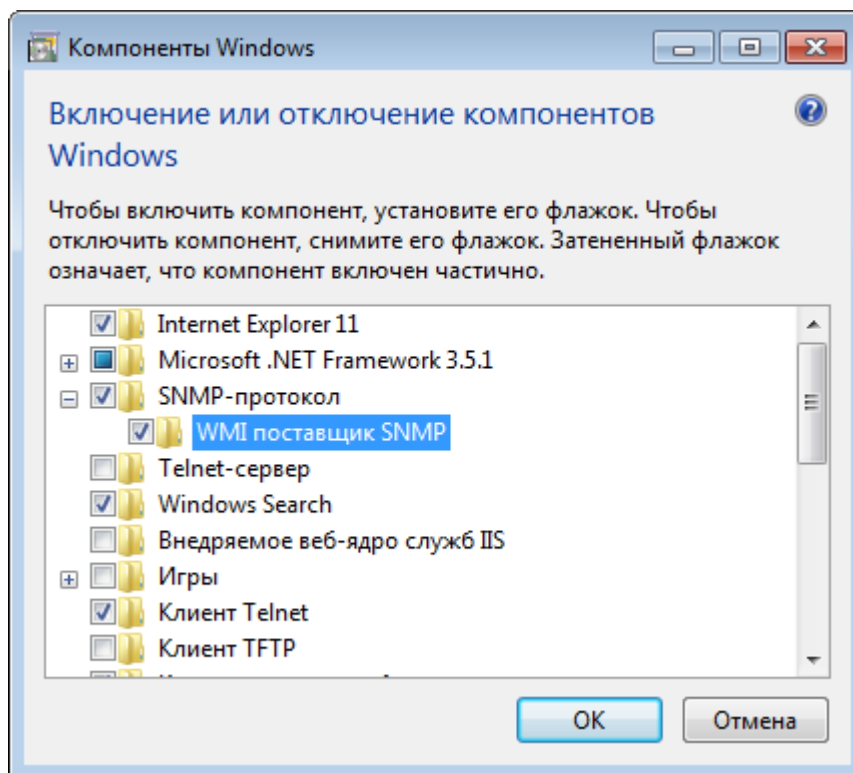 Компоненты Windows
Включение или отключение компонентов
Windows
Чтобы включить компонент, установите его флажок. Чтобы
отключить компонент, снимите его флажок. Затененный флажок
означает, что компонент включен частично.
Internet Explorer 11
Microsoft .NET Framework 3.5.1
SNMP-протокол
WMI поставщик SNMP
Telnet-сервер
Windows Search
Внедряемое веб-ядро служб IIS
Игры
Клиент Telnet
Клиент TFTP
OK
Отмена